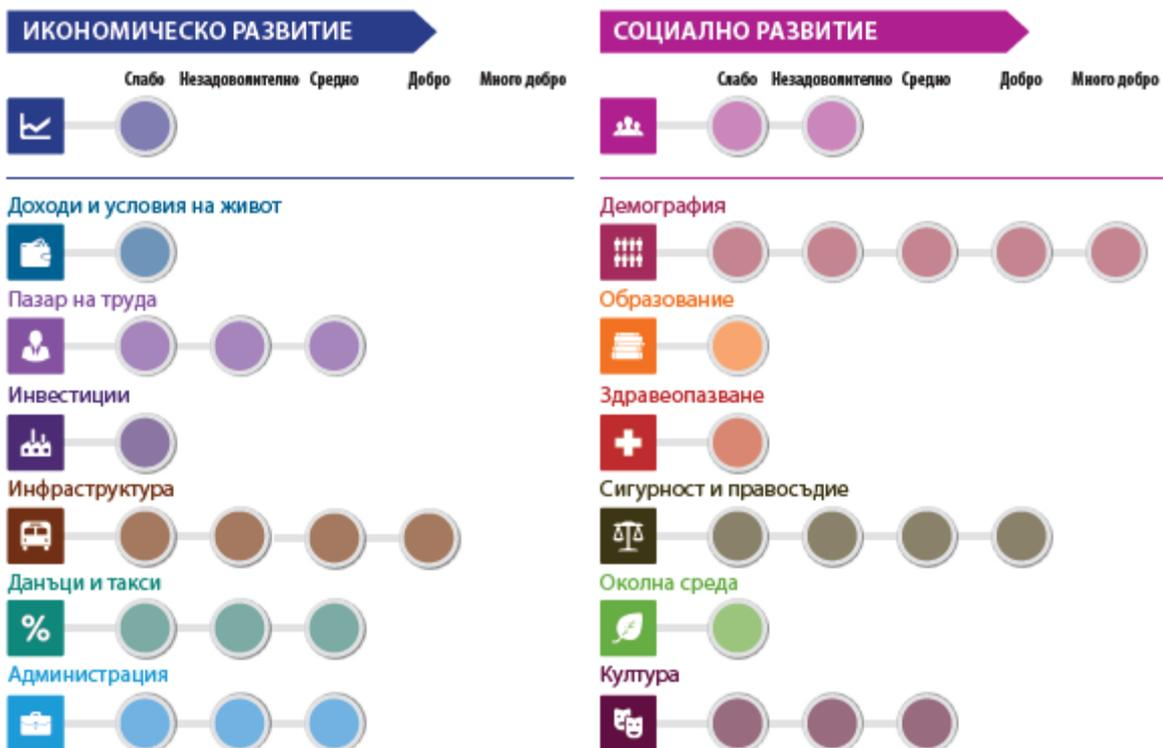 ИКОНОМИЧЕСКО РАЗВИТИЕ
Слабо Незадоволително Средно Добро Много добро
Доходи и условия на живот
Пазар на труда
Инвестиции
Инфраструктура
Данъци и такси
%
Администрация
СОЦИАЛНО РАЗВИТИЕ
Слабо Незадоволително Средно Добро Много добро
Демография
Образование
Здравеопазване
Сигурност и правосъдие
Околна среда
Култура